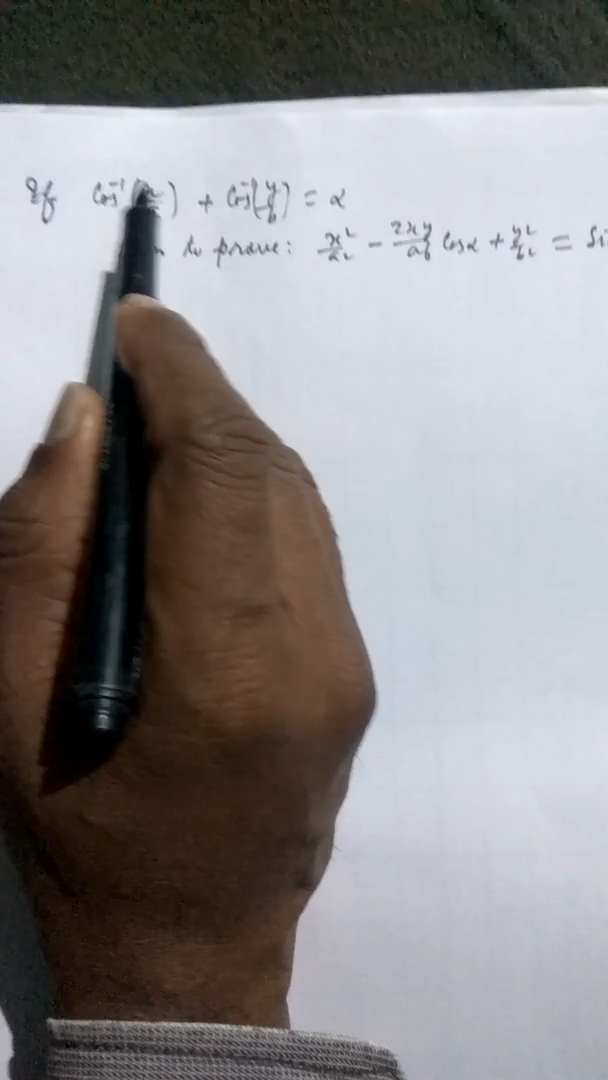 If Cos⁻¹( ) + Cos⁻¹(y/b) = α
to prove: x²/a² - 2xy/ab Cosα + y²/b² =